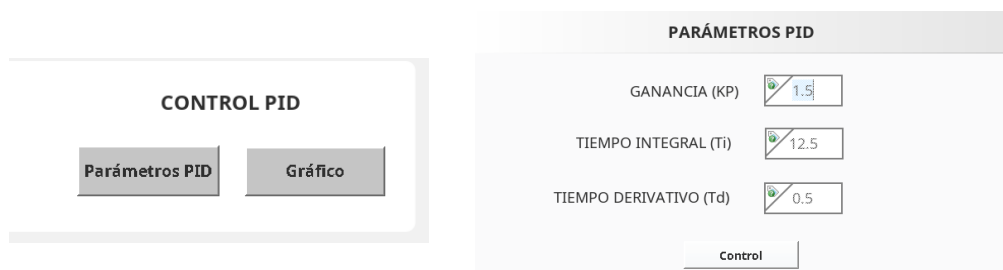 CONTROL PID
Parámetros PID
Gráfico
PARÁMETROS PID
GANANCIA (KP) 1.5
TIEMPO INTEGRAL (Ti) 12.5
TIEMPO DERIVATIVO (Td) 0.5
Control